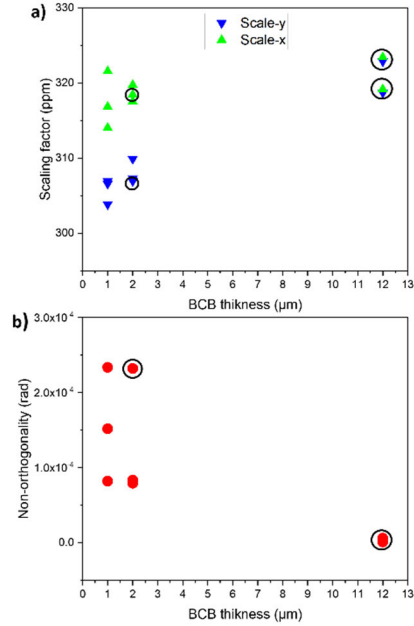 a)
330
320
310
300
Scaling factor (ppm)
Scale-y
Scale-x
0 1 2 3 4 5 6 7 8 9 10 11 12 13
BCB thikness (µm)
b)
3.0x10⁻⁴
2.0x10⁻⁴
1.0x10⁻⁴
0.0
Non-orthogonality (rad)
0 1 2 3 4 5 6 7 8 9 10 11 12 13
BCB thikness (µm)